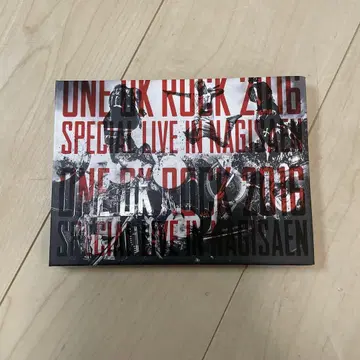 ONE OK ROCK 2016
SPECIAL LIVE IN NAGISAEN
ONE OK ROCK 2016
SPECIAL LIVE IN NAGISAEN